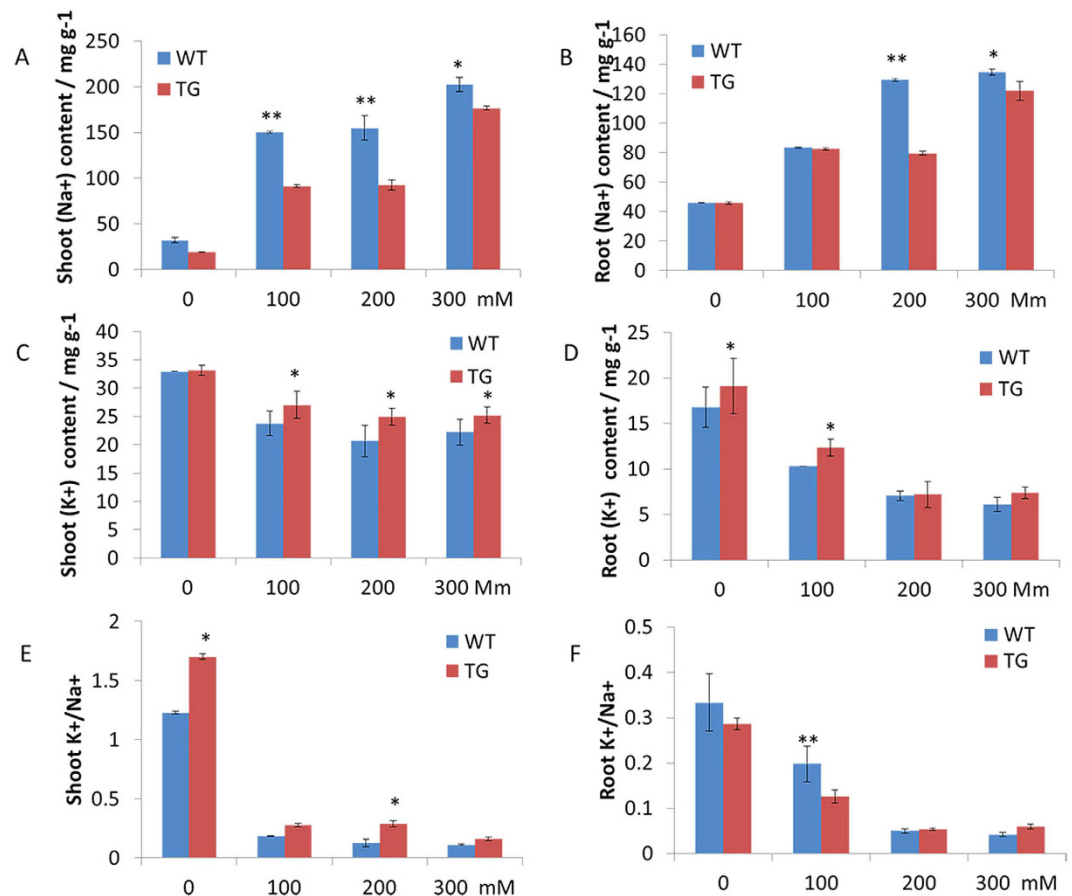 A
Shoot (Na+) content / mg g-1
250
200
150
100
50
0
WT
TG
**
**
*
0 100 200 300 mM
B
Root (Na+) content / mg g-1
160
140
120
100
80
60
40
20
0
WT
TG
**
*
0 100 200 300 Mm
C
Shoot (K+) content / mg g-1
40
35
30
25
20
15
10
5
0
WT
TG
*
*
*
0 100 200 300 Mm
D
Root (K+) content / mg g-1
25
20
15
10
5
0
WT
TG
*
*
0 100 200 300 Mm
E
Shoot K+/Na+
2
1.5
1
0.5
0
WT
TG
*
*
0 100 200 300 mM
F
Root K+/Na+
0.5
0.4
0.3
0.2
0.1
0
WT
TG
**
0 100 200 300 mM